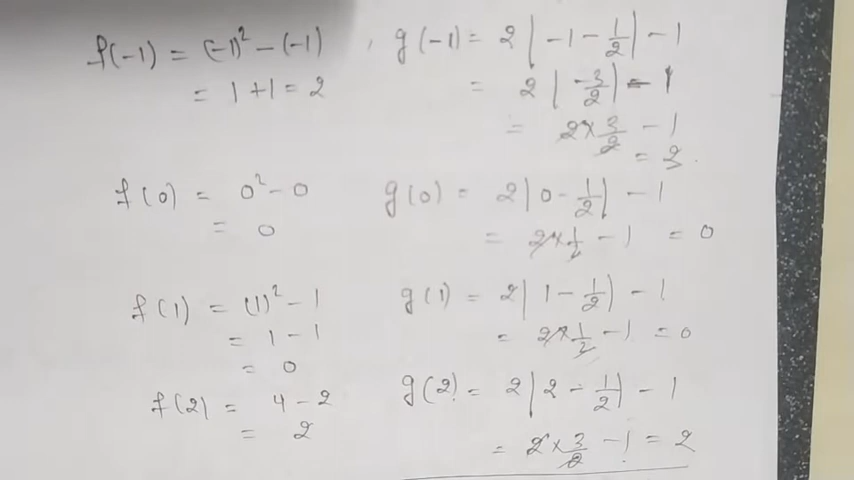 f(-1) = (-1)² - (-1) , g(-1) = 2 | -1 - 1/2 | - 1
= 1 + 1 = 2 = 2 | -3/2 | - 1
= 2 × 3/2 - 1
= 2.
f(0) = 0² - 0 g(0) = 2 | 0 - 1/2 | - 1
= 0 = 2 × 1/2 - 1 = 0
f(1) = (1)² - 1 g(1) = 2 | 1 - 1/2 | - 1
= 1 - 1 = 2 × 1/2 - 1 = 0
= 0
f(2) = 4 - 2 g(2) = 2 | 2 - 1/2 | - 1
= 2 = 2 × 3/2 - 1 = 2